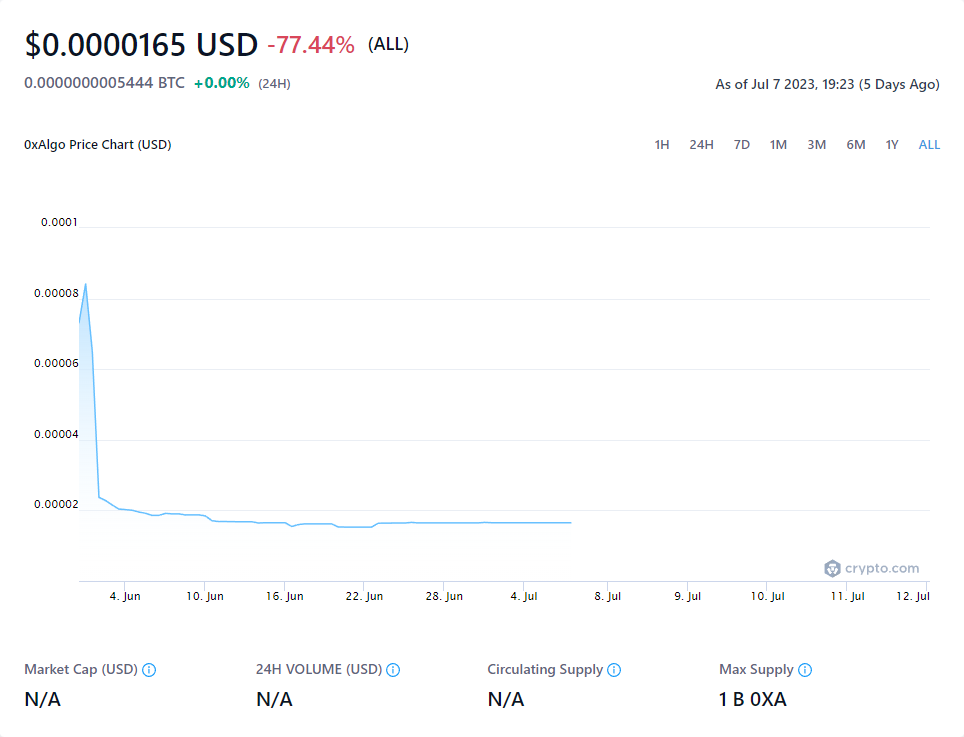 $0.0000165 USD -77.44% (ALL)
0.0000000005444 BTC +0.00% (24H)
As of Jul 7 2023, 19:23 (5 Days Ago)
0xAlgo Price Chart (USD)
1H 24H 7D 1M 3M 6M 1Y ALL
0.0001
0.00008
0.00006
0.00004
0.00002
crypto.com
4. Jun 10. Jun 16. Jun 22. Jun 28. Jun 4. Jul 8. Jul 9. Jul 10. Jul 11. Jul 12. Jul
Market Cap (USD) 24H VOLUME (USD) Circulating Supply Max Supply
N/A N/A N/A 1 B 0XA